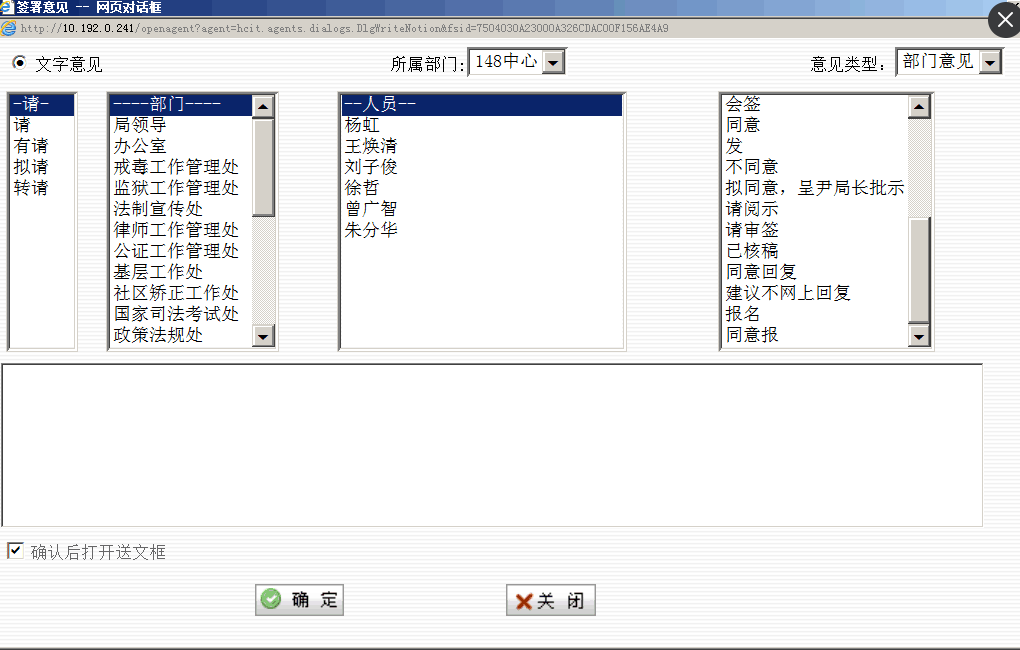 签署意见 -- 网页对话框
http://10.192.0.241/openagent?agent=hcit.agents.dialogs.DlgWriteNotion&fsid=7504030A23000A326CDAC00F156AE4A9
文字意见 所属部门: 148中心 意见类型： 部门意见
-请-
请
有请
拟请
转请
----部门----
局领导
办公室
戒毒工作管理处
监狱工作管理处
法制宣传处
律师工作管理处
公证工作管理处
基层工作处
社区矫正工作处
国家司法考试处
政策法规处
--人员--
杨虹
王焕清
刘子俊
徐哲
曾广智
朱分华
会签
同意
发
不同意
拟同意，呈尹局长批示
请阅示
请审签
已核稿
同意回复
建议不网上回复
报名
同意报
确认后打开送文框
确 定 关 闭